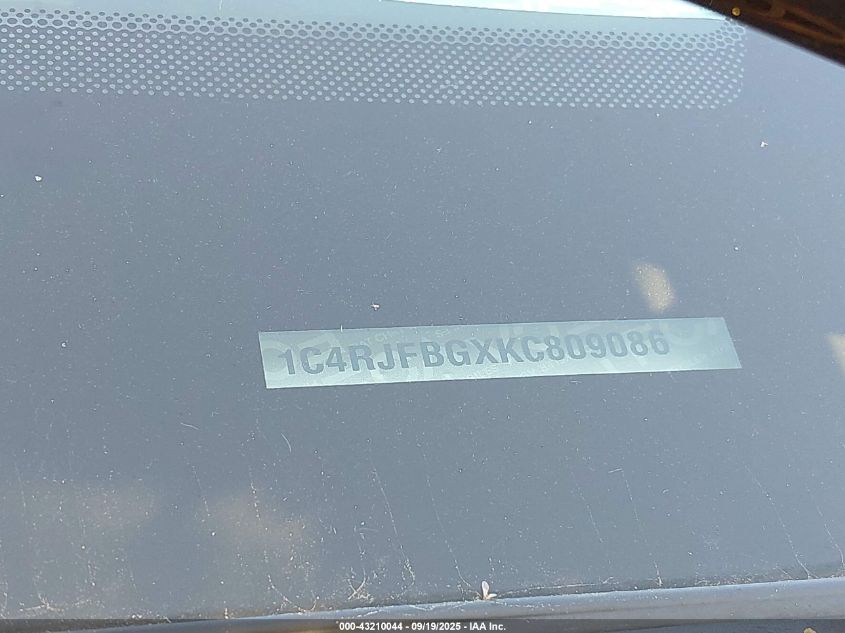 1C4RJFBGXKC809086
000-43210044 - 09/19/2025 - IAA Inc.